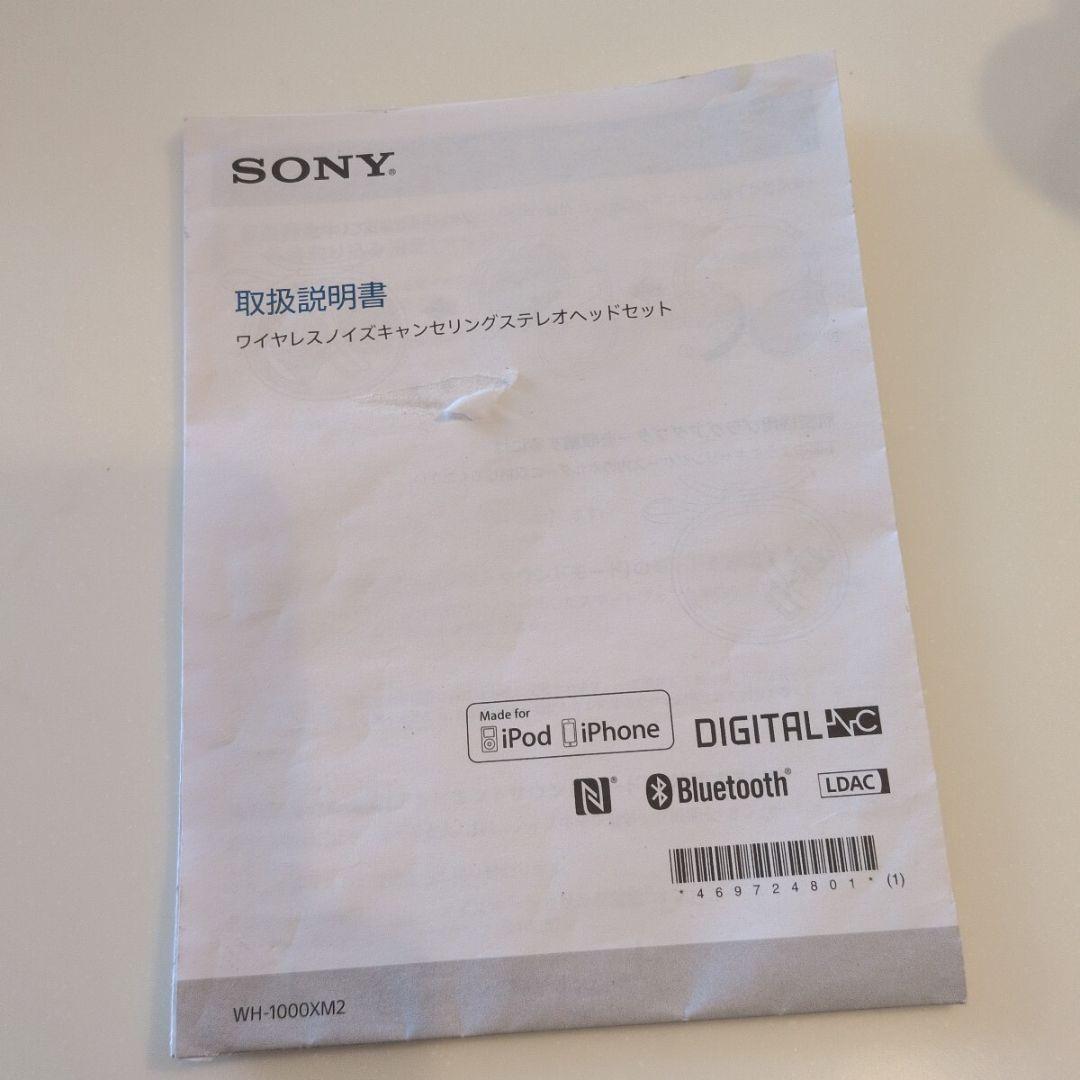 SONY®
取扱説明書
ワイヤレスノイズキャンセリングステレオヘッドセット
Made for
iPod iPhone
DIGITAL NC
N® Bluetooth® LDAC
*469724801* (1)
WH-1000XM2